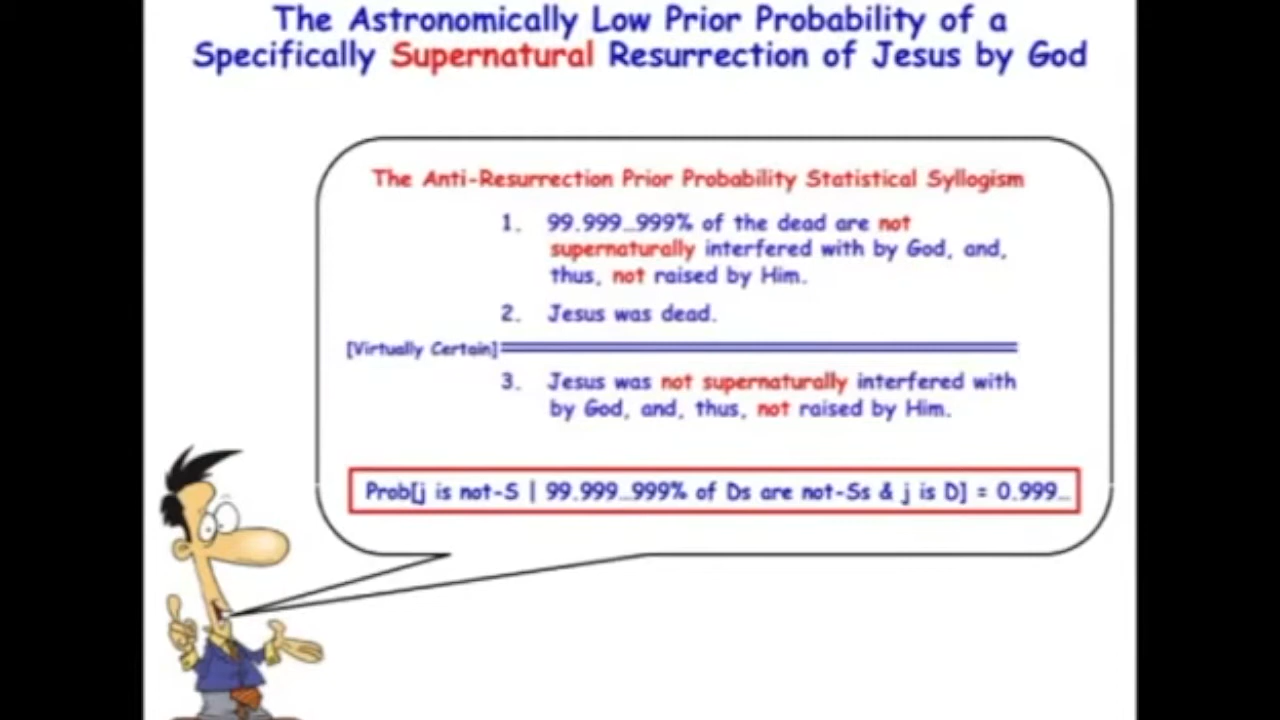 The Astronomically Low Prior Probability of a
Specifically Supernatural Resurrection of Jesus by God
The Anti-Resurrection Prior Probability Statistical Syllogism
1. 99.999…999% of the dead are not
supernaturally interfered with by God, and,
thus, not raised by Him.
2. Jesus was dead.
[Virtually Certain]
3. Jesus was not supernaturally interfered with
by God, and, thus, not raised by Him.
Prob[j is not-S | 99.999…999% of Ds are not-Ss & j is D] = 0.999…